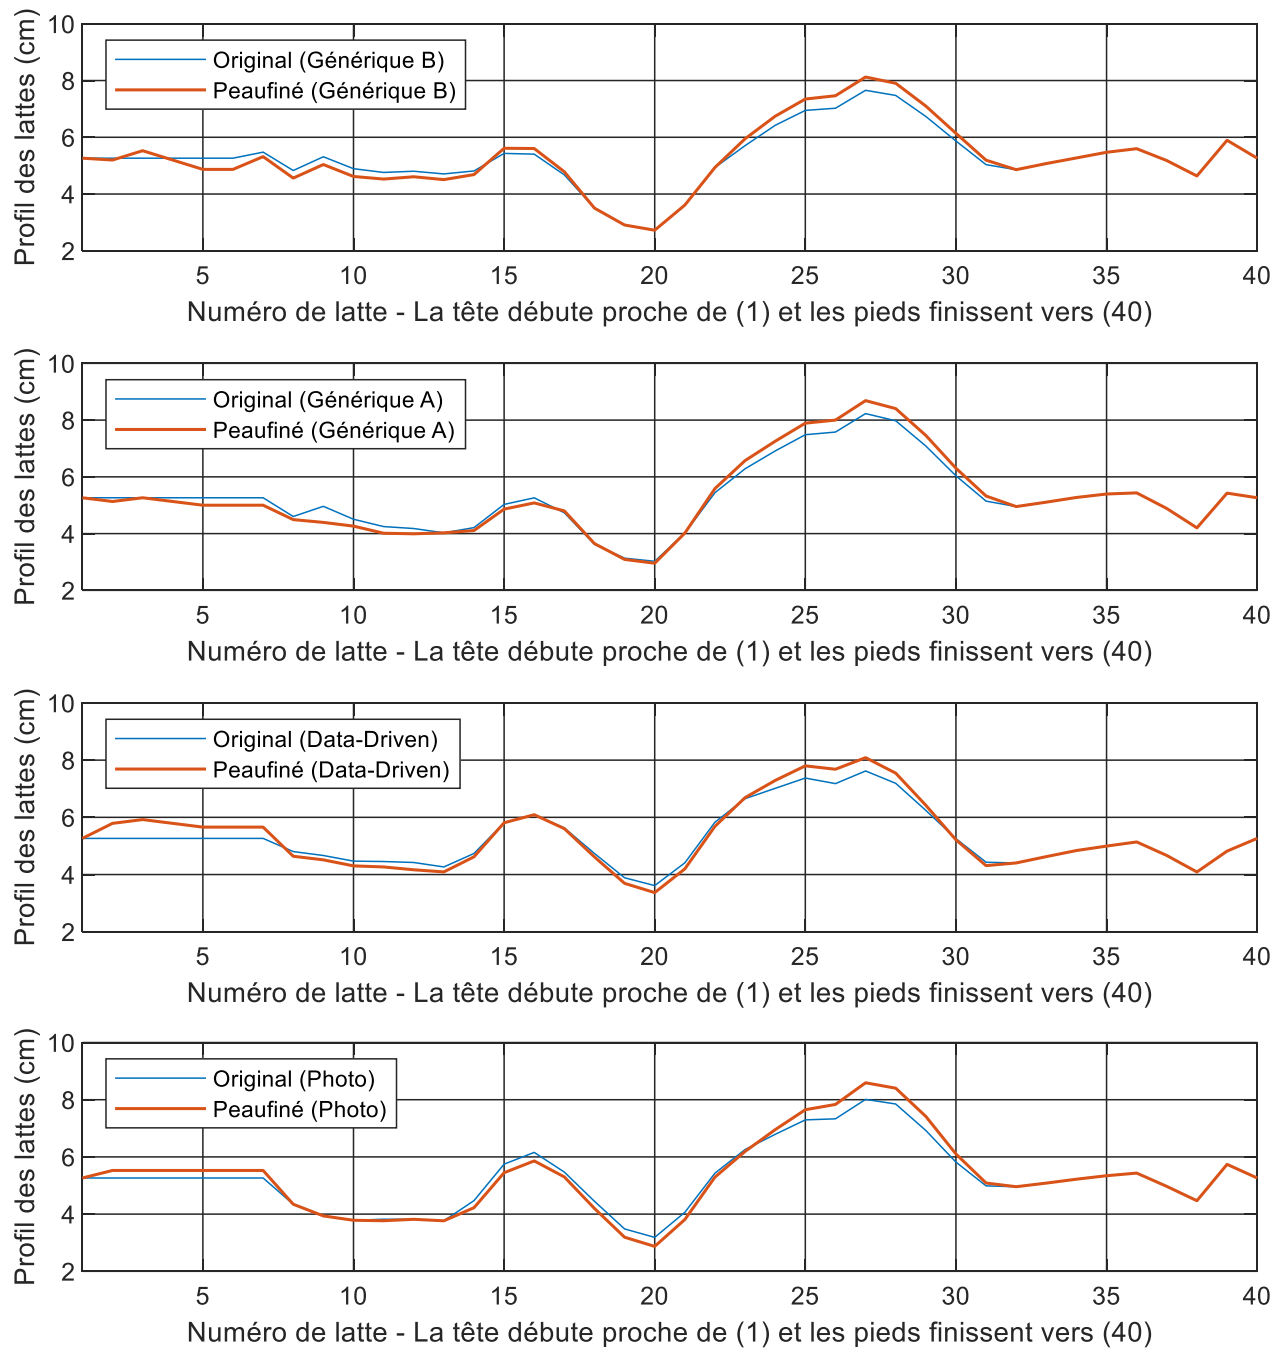 Profil des lattes (cm)
10
8
6
4
2
Original (Générique B)
Peaufiné (Générique B)
5 10 15 20 25 30 35 40
Numéro de latte - La tête débute proche de (1) et les pieds finissent vers (40)
Profil des lattes (cm)
10
8
6
4
2
Original (Générique A)
Peaufiné (Générique A)
5 10 15 20 25 30 35 40
Numéro de latte - La tête débute proche de (1) et les pieds finissent vers (40)
Profil des lattes (cm)
10
8
6
4
2
Original (Data-Driven)
Peaufiné (Data-Driven)
5 10 15 20 25 30 35 40
Numéro de latte - La tête débute proche de (1) et les pieds finissent vers (40)
Profil des lattes (cm)
10
8
6
4
2
Original (Photo)
Peaufiné (Photo)
5 10 15 20 25 30 35 40
Numéro de latte - La tête débute proche de (1) et les pieds finissent vers (40)